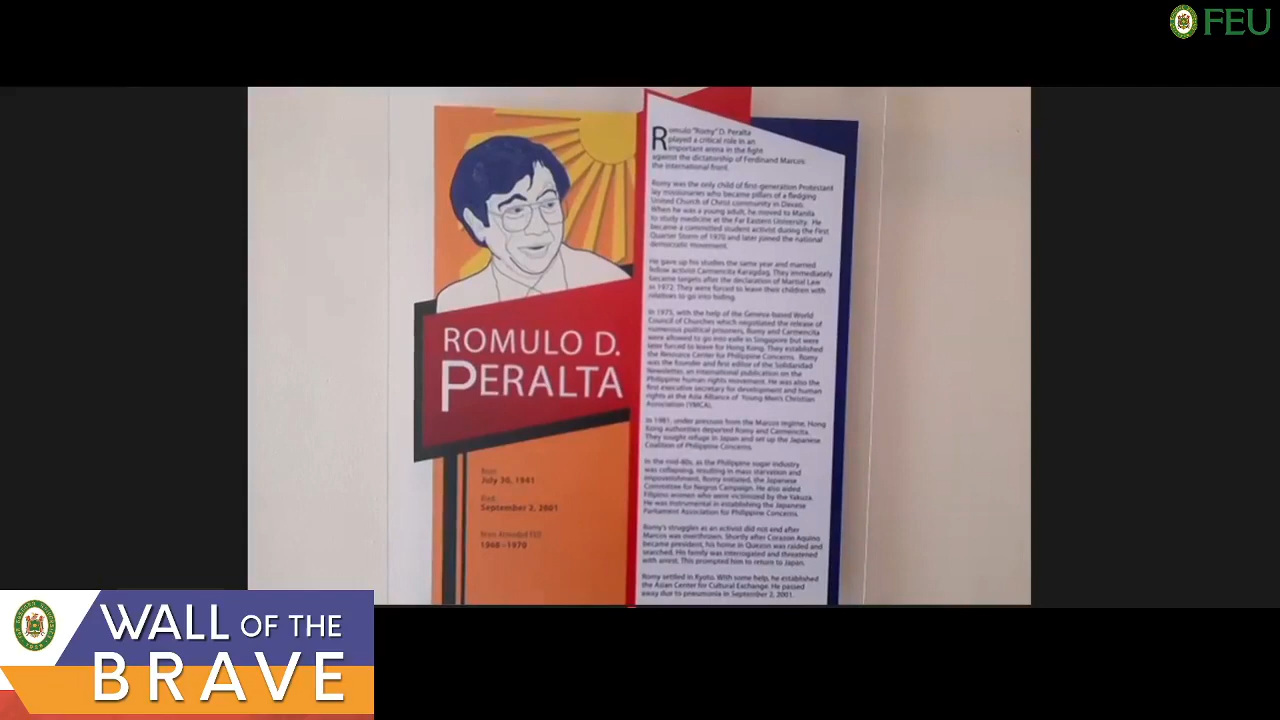 FEU
ROMULO D.
PERALTA
Born
July 30, 1941
Died
September 2, 2001
Years Attended FEU
1968 - 1970
Romulo "Romy" D. Peralta
played a critical role in an
important arena in the fight
against the dictatorship of Ferdinand Marcos:
the international front.
Romy was the only child of first-generation Protestant
lay missionaries who became pillars of a fledging
United Church of Christ community in Davao.
When he was a young adult, he moved to Manila
to study medicine at the Far Eastern University. He
became a committed student activist during the First
Quarter Storm of 1970 and later joined the national
democratic movement.
He gave up his studies the same year and married
fellow activist Carmencita Karagdag. They immediately
became targets after the declaration of Martial Law
in 1972. They were forced to leave their children with
relatives to go into hiding.
In 1975, with the help of the Geneva-based World
Council of Churches which negotiated the release of
numerous political prisoners, Romy and Carmencita
were allowed to go into exile in Singapore but were
later forced to leave for Hong Kong. They established
the Resource Center for Philippine Concerns. Romy
was the founder and first editor of the Solidaridad
Newsletter, an international publication on the
Philippine human rights movement. He was also the
first executive secretary for development and human
rights at the Asia Alliance of Young Men's Christian
Association (YMCA).
In 1981, under pressure from the Marcos regime, Hong
Kong authorities deported Romy and Carmencita.
They sought refuge in Japan and set up the Japanese
Coalition of Philippine Concerns.
In the mid-80s, as the Philippine sugar industry
was collapsing, resulting in mass starvation and
impoverishment, Romy initiated, the Japanese
Committee for Negros Campaign. He also aided
Filipino women who were victimized by the Yakuza.
He was instrumental in establishing the Japanese
Parliament Association for Philippine Concerns.
Romy's struggles as an activist did not end after
Marcos was overthrown. Shortly after Corazon Aquino
became president, his home in Quezon was raided and
searched. His family was interrogated and threatened
with arrest. This prompted him to return to Japan.
Romy settled in Kyoto. With some help, he established
the Asian Center for Cultural Exchange. He passed
away due to pneumonia in September 2, 2001.
WALL OF THE
BRAVE